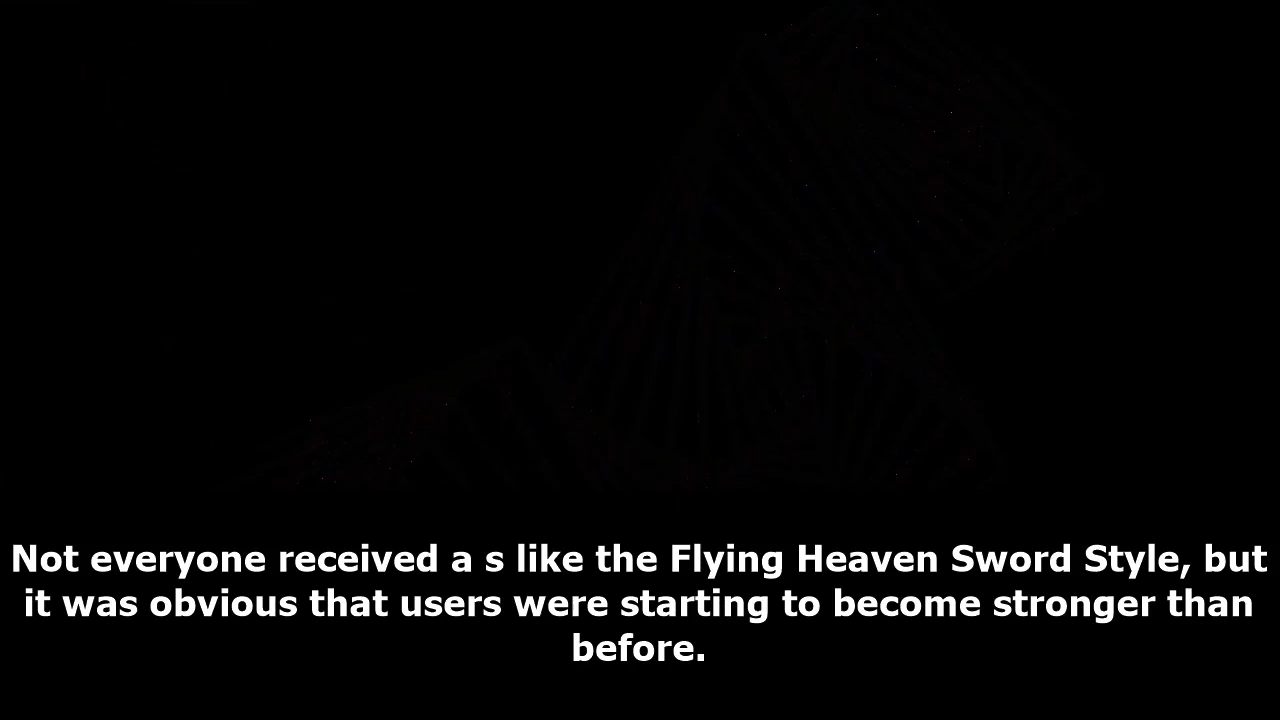 Not everyone received a s like the Flying Heaven Sword Style, but
it was obvious that users were starting to become stronger than
before.